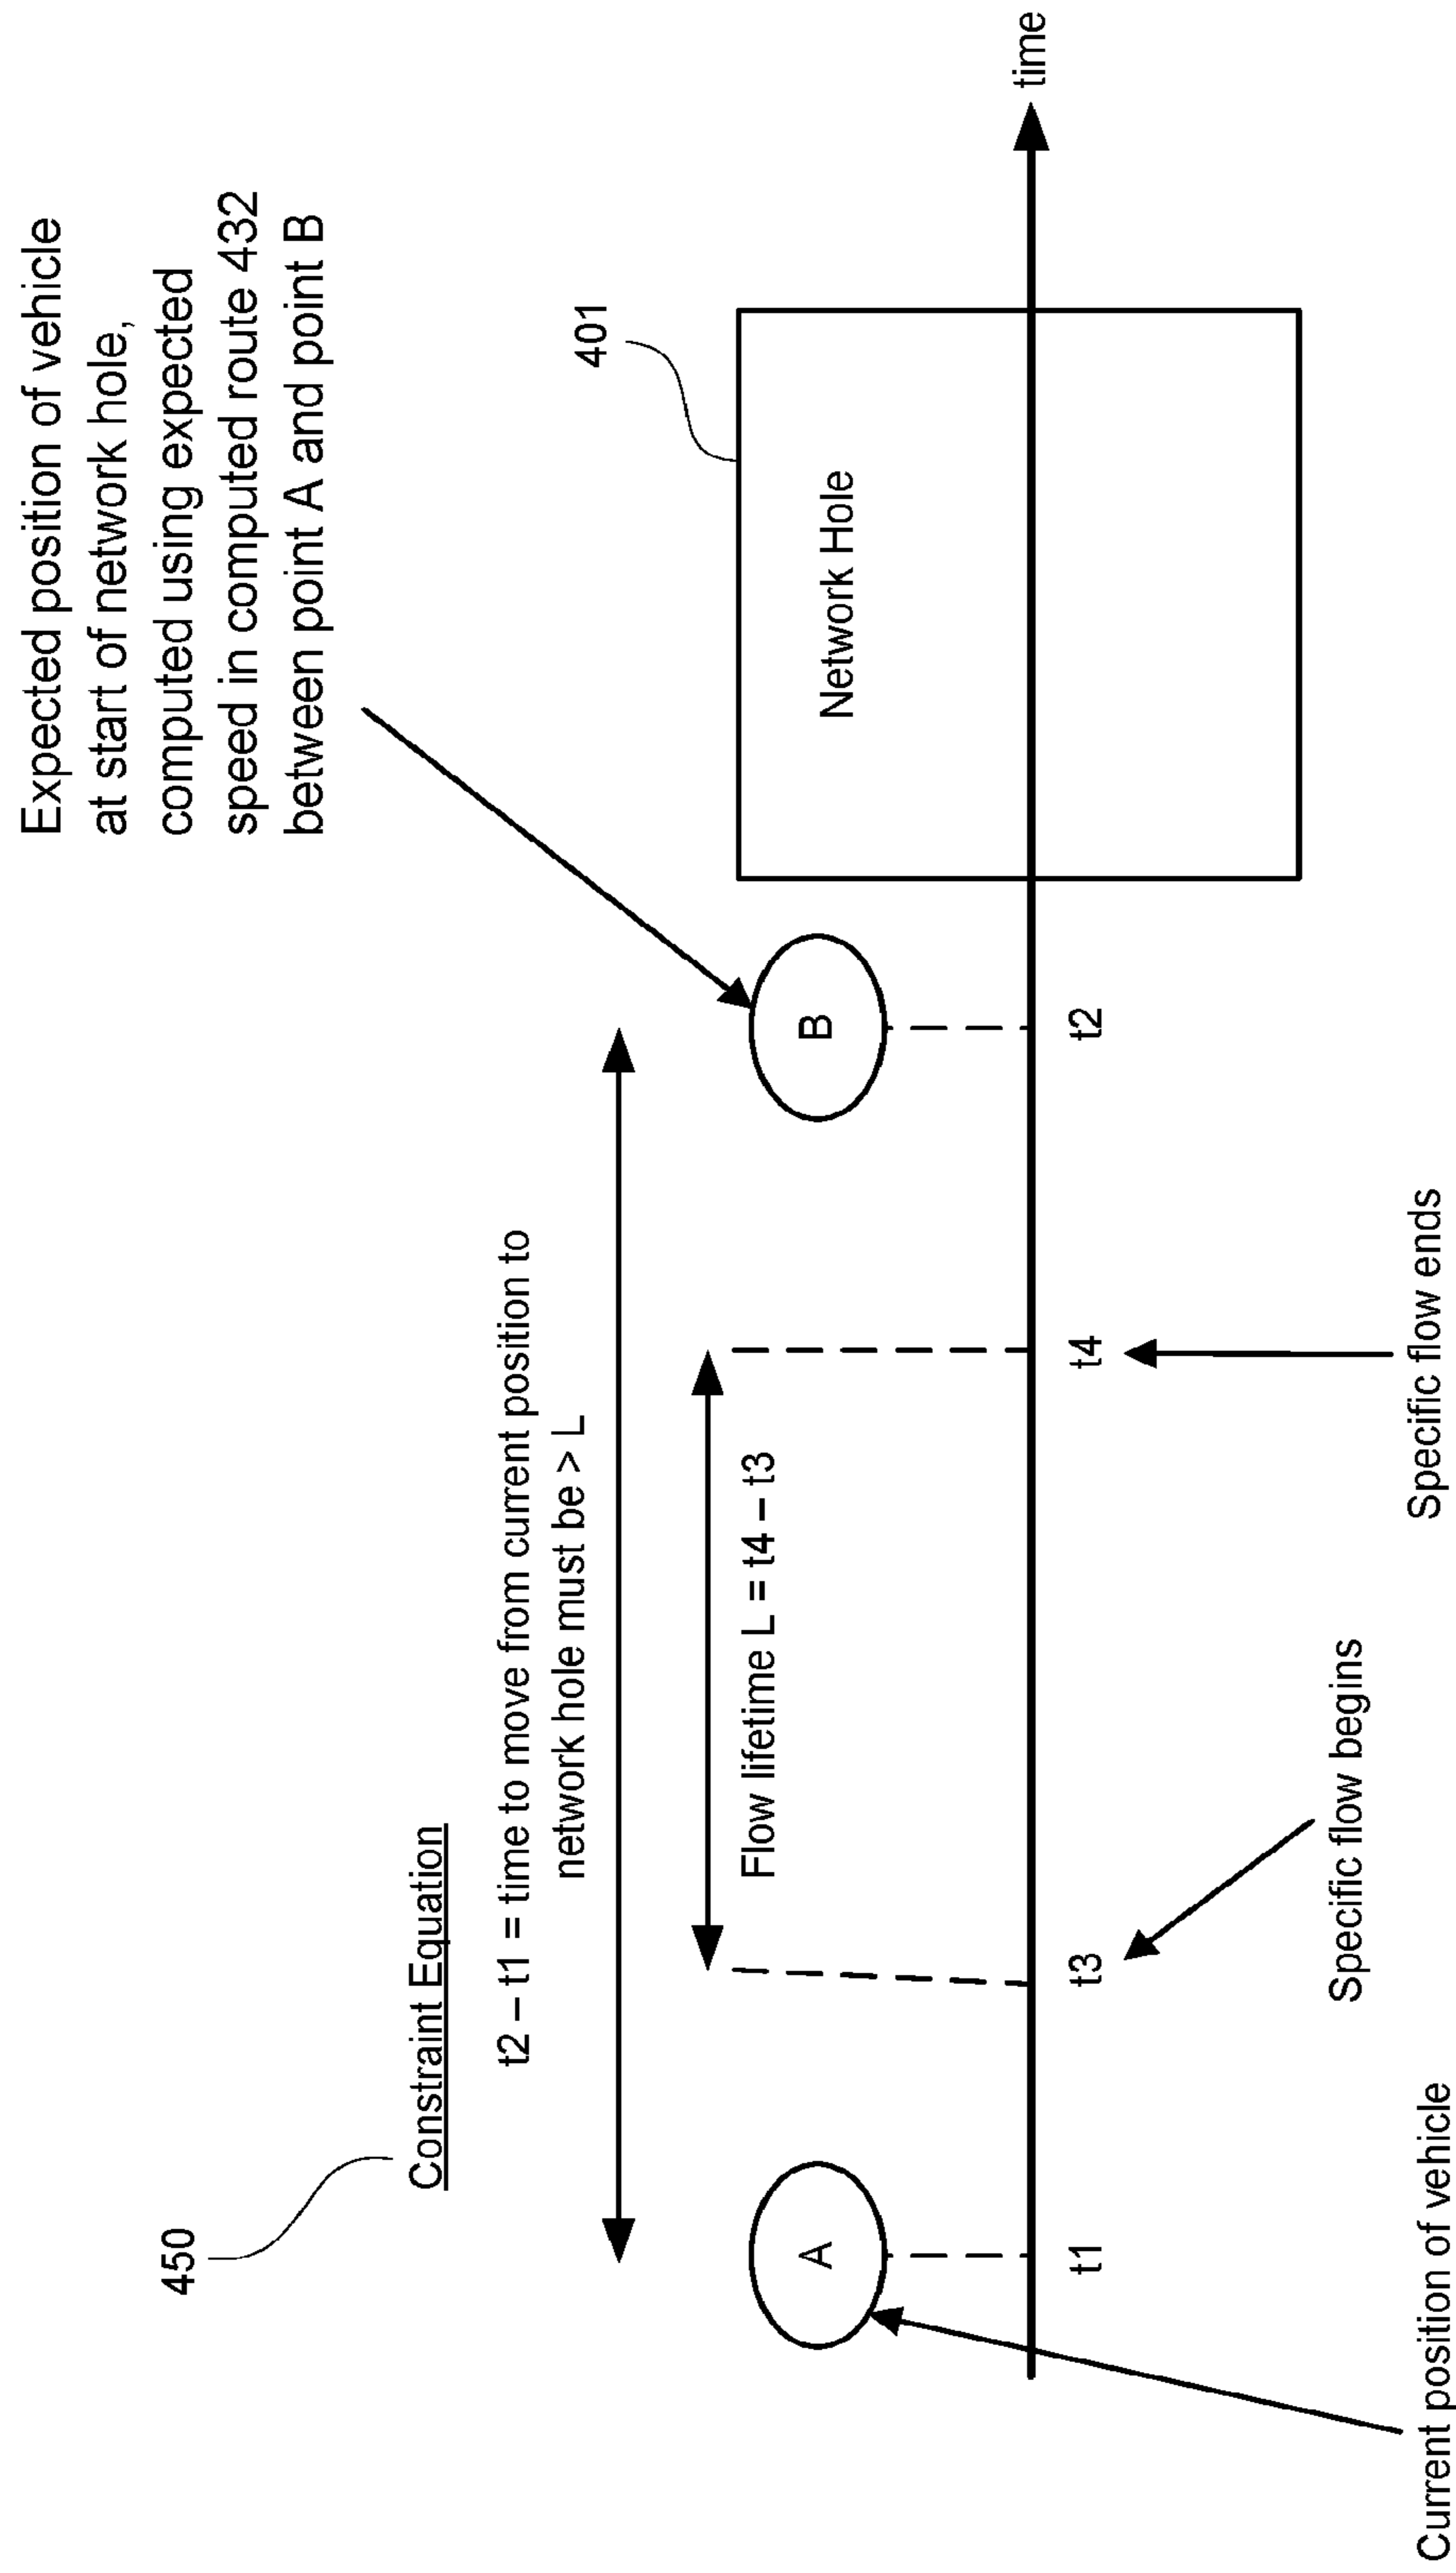 450
Constraint Equation
t2 – t1 = time to move from current position to
network hole must be > L
Expected position of vehicle
at start of network hole,
computed using expected
speed in computed route 432
between point A and point B
401
Flow lifetime L = t4 – t3
A
B
Network Hole
time
t1
t3
t4
t2
Specific flow begins
Specific flow ends
Current position of vehicle